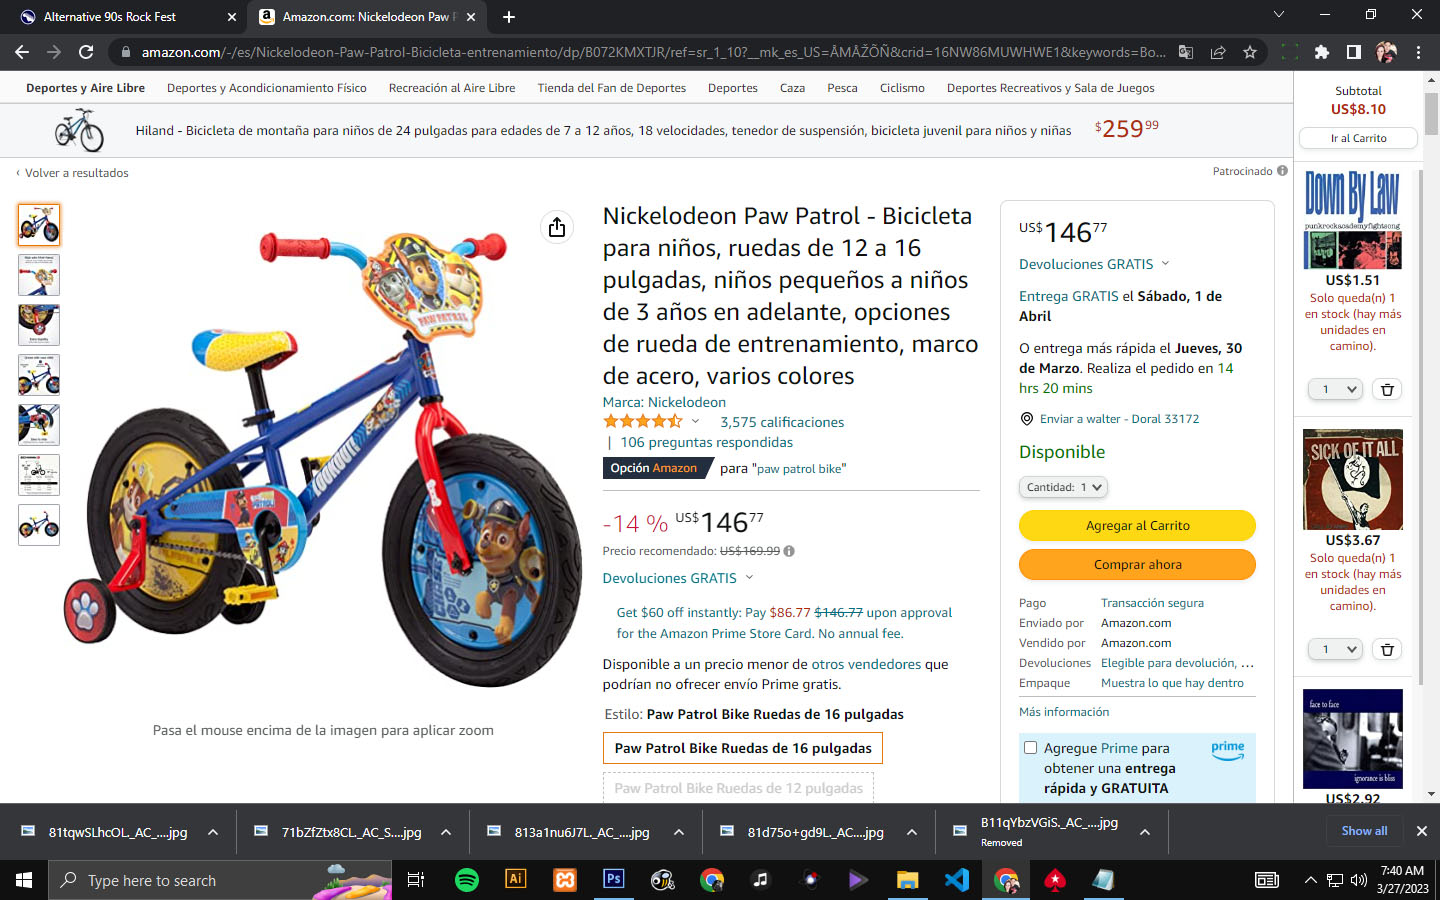 Alternative 90s Rock Fest
Amazon.com: Nickelodeon Paw P
amazon.com/-/es/Nickelodeon-Paw-Patrol-Bicicleta-entrenamiento/dp/B072KMXTJR/ref=sr_1_10?__mk_es_US=ÅMÅŽÕÑ&crid=16NW86MUWHWE1&keywords=Bo...
Deportes y Aire Libre Deportes y Acondicionamiento Físico Recreación al Aire Libre Tienda del Fan de Deportes Deportes Caza Pesca Ciclismo Deportes Recreativos y Sala de Juegos
Hiland - Bicicleta de montaña para niños de 24 pulgadas para edades de 7 a 12 años, 18 velocidades, tenedor de suspensión, bicicleta juvenil para niños y niñas $259 99
‹ Volver a resultados
Patrocinado
PAW PATROL
LOOKOUT!
Pasa el mouse encima de la imagen para aplicar zoom
Nickelodeon Paw Patrol - Bicicleta
para niños, ruedas de 12 a 16
pulgadas, niños pequeños a niños
de 3 años en adelante, opciones
de rueda de entrenamiento, marco
de acero, varios colores
Marca: Nickelodeon
3,575 calificaciones
| 106 preguntas respondidas
Opción Amazon para "paw patrol bike"
-14 % US$146 77
Precio recomendado: US$169.99
Devoluciones GRATIS
Get $60 off instantly: Pay $86.77 $146.77 upon approval
for the Amazon Prime Store Card. No annual fee.
Disponible a un precio menor de otros vendedores que
podrían no ofrecer envío Prime gratis.
Estilo: Paw Patrol Bike Ruedas de 16 pulgadas
Paw Patrol Bike Ruedas de 16 pulgadas
Paw Patrol Bike Ruedas de 12 pulgadas
US$146 77
Devoluciones GRATIS
Entrega GRATIS el Sábado, 1 de
Abril
O entrega más rápida el Jueves, 30
de Marzo. Realiza el pedido en 14
hrs 20 mins
Enviar a walter - Doral 33172
Disponible
Cantidad: 1
Agregar al Carrito
Comprar ahora
Pago Transacción segura
Enviado por Amazon.com
Vendido por Amazon.com
Devoluciones Elegible para devolución, ...
Empaque Muestra lo que hay dentro
Más información
Agregue Prime para
obtener una entrega
rápida y GRATUITA
prime
Subtotal
US$8.10
Ir al Carrito
DOWN BY LAW
punkrockacademyfightsong
US$1.51
Solo queda(n) 1
en stock (hay más
unidades en
camino).
1
SICK OF IT ALL
US$3.67
Solo queda(n) 1
en stock (hay más
unidades en
camino).
1
face to face
ignorance is bliss
US$2.92
81tqwSLhcOL._AC_....jpg
71bZfZtx8CL._AC_S....jpg
813a1nu6J7L._AC_....jpg
81d75o+gd9L._AC....jpg
B11qYbzVGiS._AC_....jpg
Removed
Show all
Type here to search
Ai
Ps
7:40 AM
3/27/2023